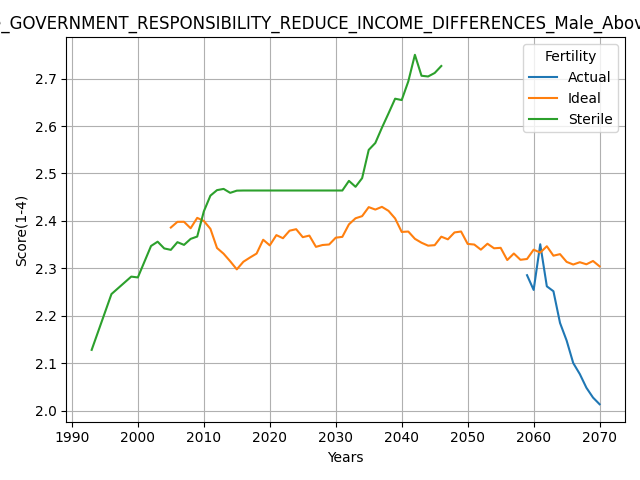 _GOVERNMENT_RESPONSIBILITY_REDUCE_INCOME_DIFFERENCES_Male_Abov
Fertility
Actual
Ideal
Sterile
Score(1-4)
2.7
2.6
2.5
2.4
2.3
2.2
2.1
2.0
1990 2000 2010 2020 2030 2040 2050 2060 2070
Years